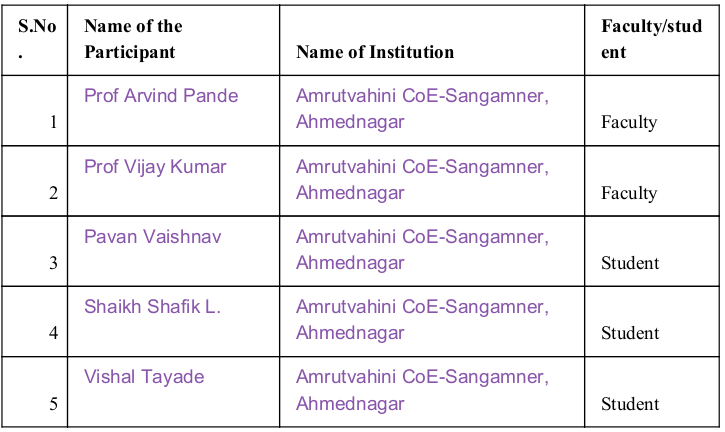 S.No
.
Name of the
Participant
Name of Institution
Faculty/stud
ent
1
Prof Arvind Pande
Amrutvahini CoE-Sangamner,
Ahmednagar
Faculty
2
Prof Vijay Kumar
Amrutvahini CoE-Sangamner,
Ahmednagar
Faculty
3
Pavan Vaishnav
Amrutvahini CoE-Sangamner,
Ahmednagar
Student
4
Shaikh Shafik L.
Amrutvahini CoE-Sangamner,
Ahmednagar
Student
5
Vishal Tayade
Amrutvahini CoE-Sangamner,
Ahmednagar
Student